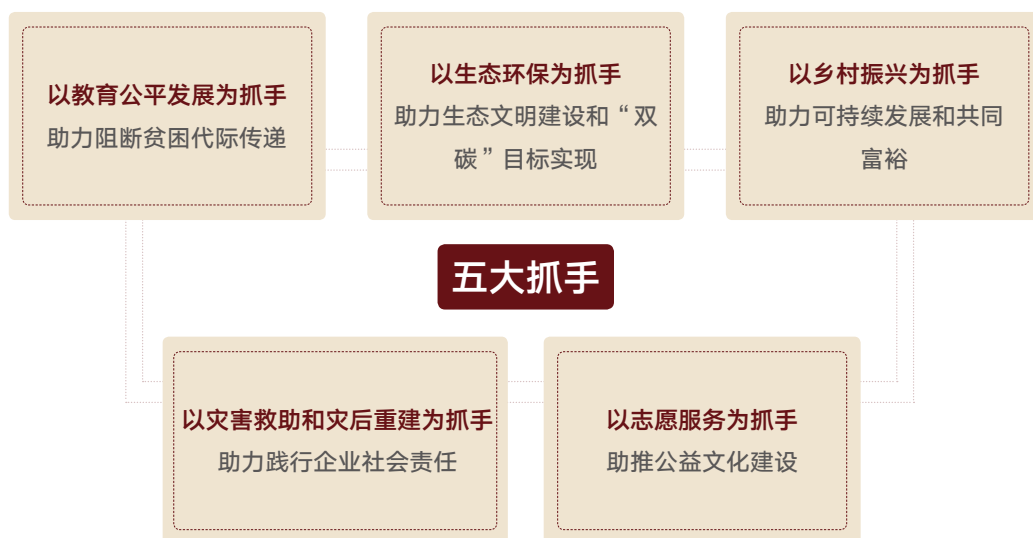 以教育公平发展为抓手
助力阻断贫困代际传递
以生态环保为抓手
助力生态文明建设和“双
碳”目标实现
以乡村振兴为抓手
助力可持续发展和共同
富裕
五大抓手
以灾害救助和灾后重建为抓手
助力践行企业社会责任
以志愿服务为抓手
助推公益文化建设